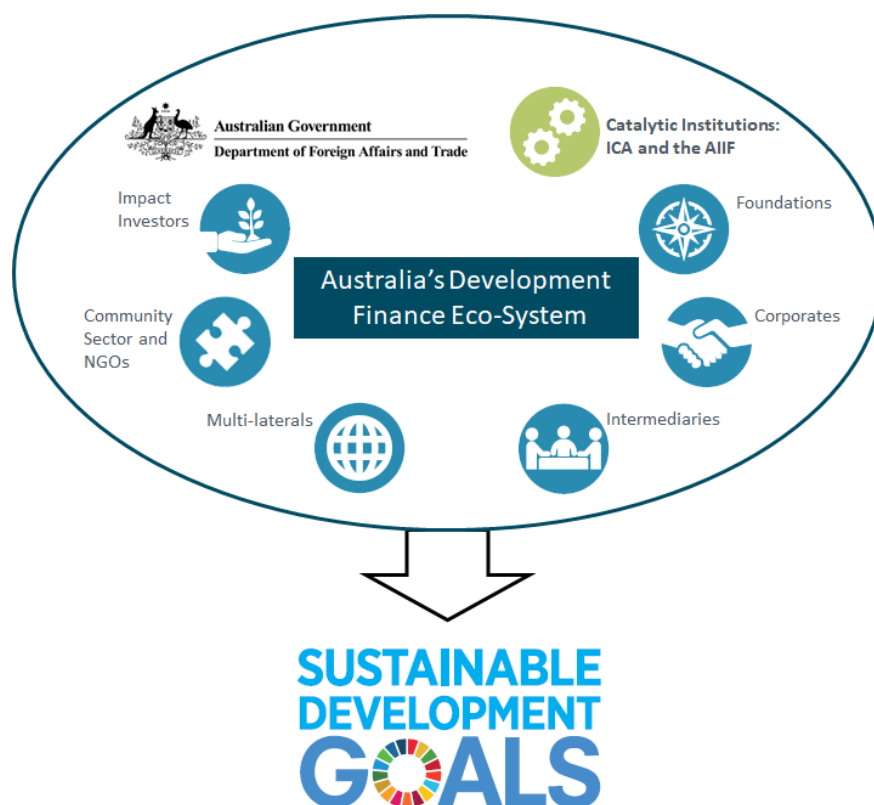 Australian Government
Department of Foreign Affairs and Trade
Catalytic Institutions:
ICA and the AIIF
Impact
Investors
Foundations
Australia's Development
Finance Eco-System
Community
Sector and
NGOs
Corporates
Multi-laterals
Intermediaries
SUSTAINABLE
DEVELOPMENT
GOALS